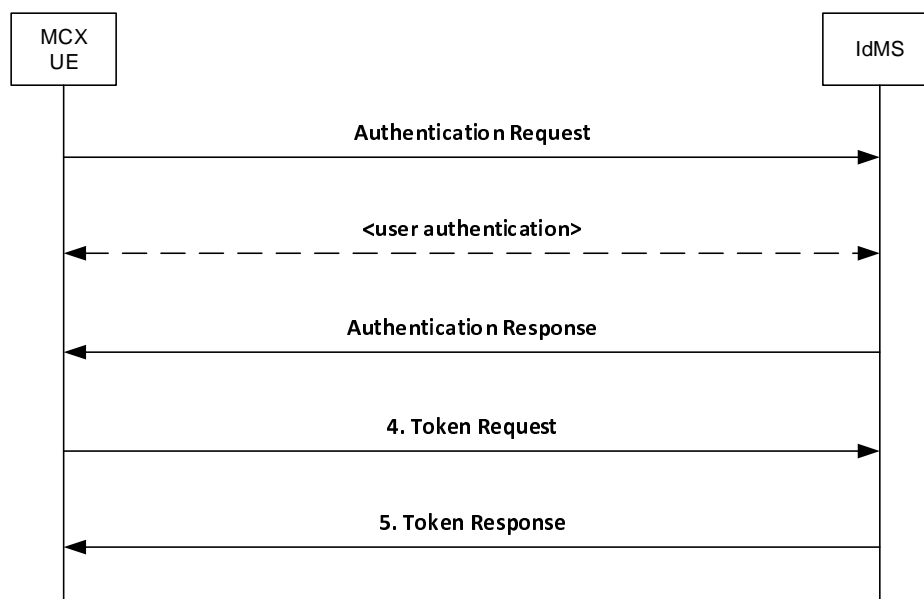 MCX
UE
IdMS
Authentication Request
<user authentication>
Authentication Response
4. Token Request
5. Token Response